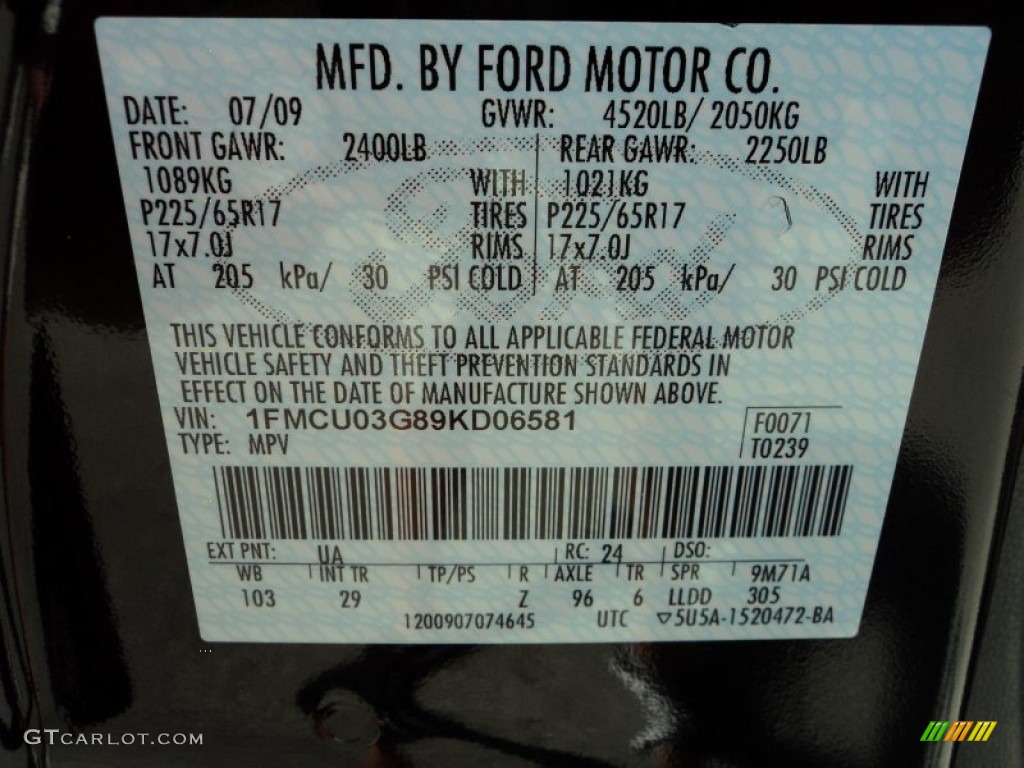 MFD. BY FORD MOTOR CO.
DATE: 07/09 GVWR: 4520LB/ 2050KG
FRONT GAWR: 2400LB REAR GAWR: 2250LB
1089KG WITH 1021KG WITH
P225/65R17 TIRES P225/65R17 TIRES
17x7.0J RIMS 17x7.0J RIMS
AT 205 kPa/ 30 PSI COLD AT 205 kPa/ 30 PSI COLD
THIS VEHICLE CONFORMS TO ALL APPLICABLE FEDERAL MOTOR
VEHICLE SAFETY AND THEFT PREVENTION STANDARDS IN
EFFECT ON THE DATE OF MANUFACTURE SHOWN ABOVE.
VIN: 1FMCU03G89KD06581 F0071
TYPE: MPV T0239
EXT PNT: UA RC: 24 DSO:
WB INT TR TP/PS R AXLE TR SPR 9M71A
103 29 Z 96 6 LLDD 305
1200907074645 UTC ▽5U5A-1520472-BA
GTCARLOT.COM